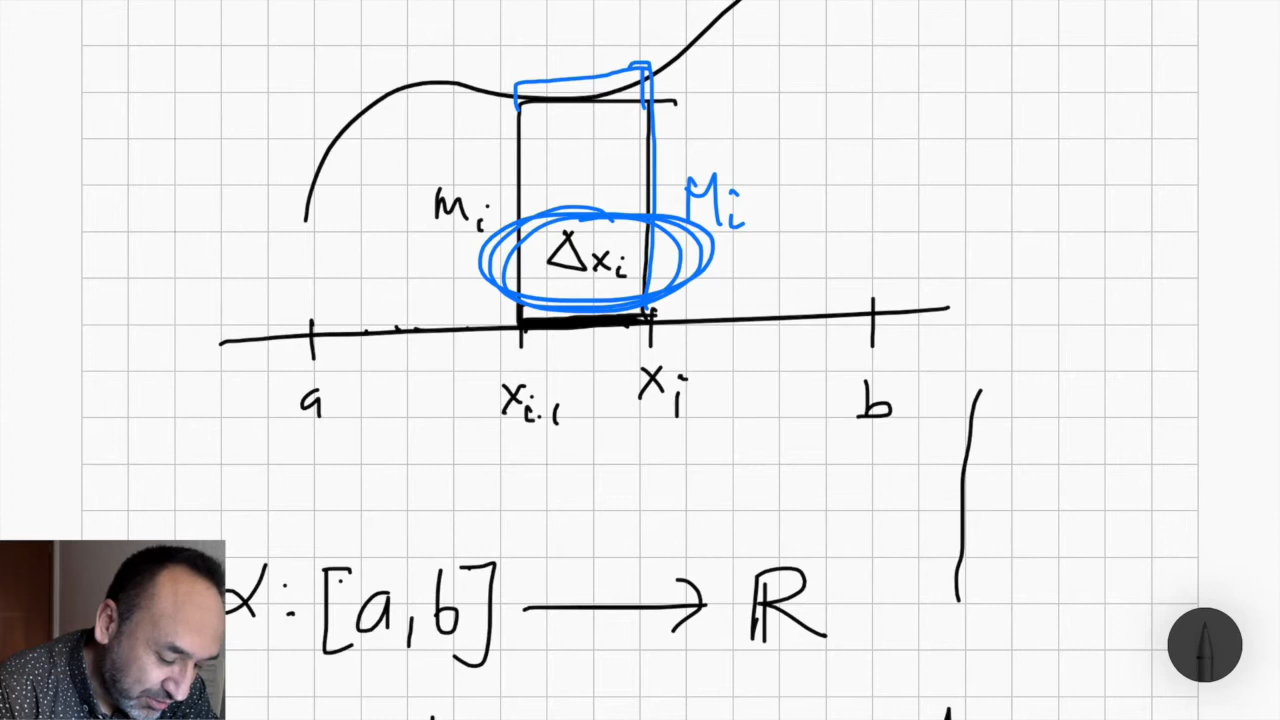 mᵢ Mᵢ
Δxᵢ
a xᵢ₋₁ xᵢ b
α : [a, b] ⟶ ℝ